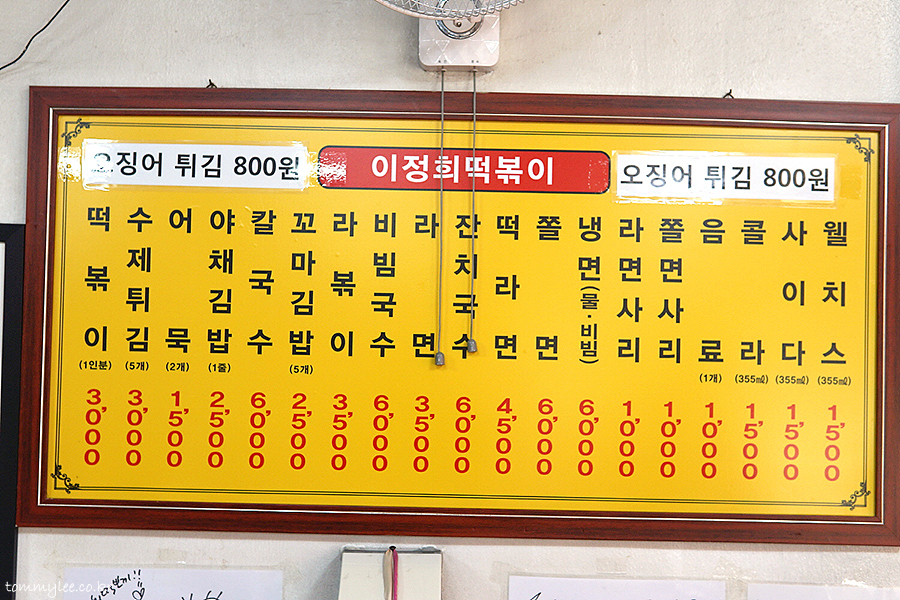 오징어 튀김 800원
이정희떡볶이
오징어 튀김 800원
떡볶이 (1인분) 3,000
수제튀김 (5개) 3,000
어묵 (2개) 1,500
야채김밥 (1줄) 2,500
칼국수 6,000
꼬마김밥 (5개) 2,500
라볶이 3,500
비빔국수 6,000
라면 3,500
잔치국수 6,000
떡라면 4,500
쫄면 6,000
냉면(물·비빔) 6,000
라면사리 1,000
쫄면사리 1,000
음료 (1개) 1,000
콜라 (355㎖) 1,500
사이다 (355㎖) 1,500
웰치스 (355㎖) 1,500
tommylee.co.kr